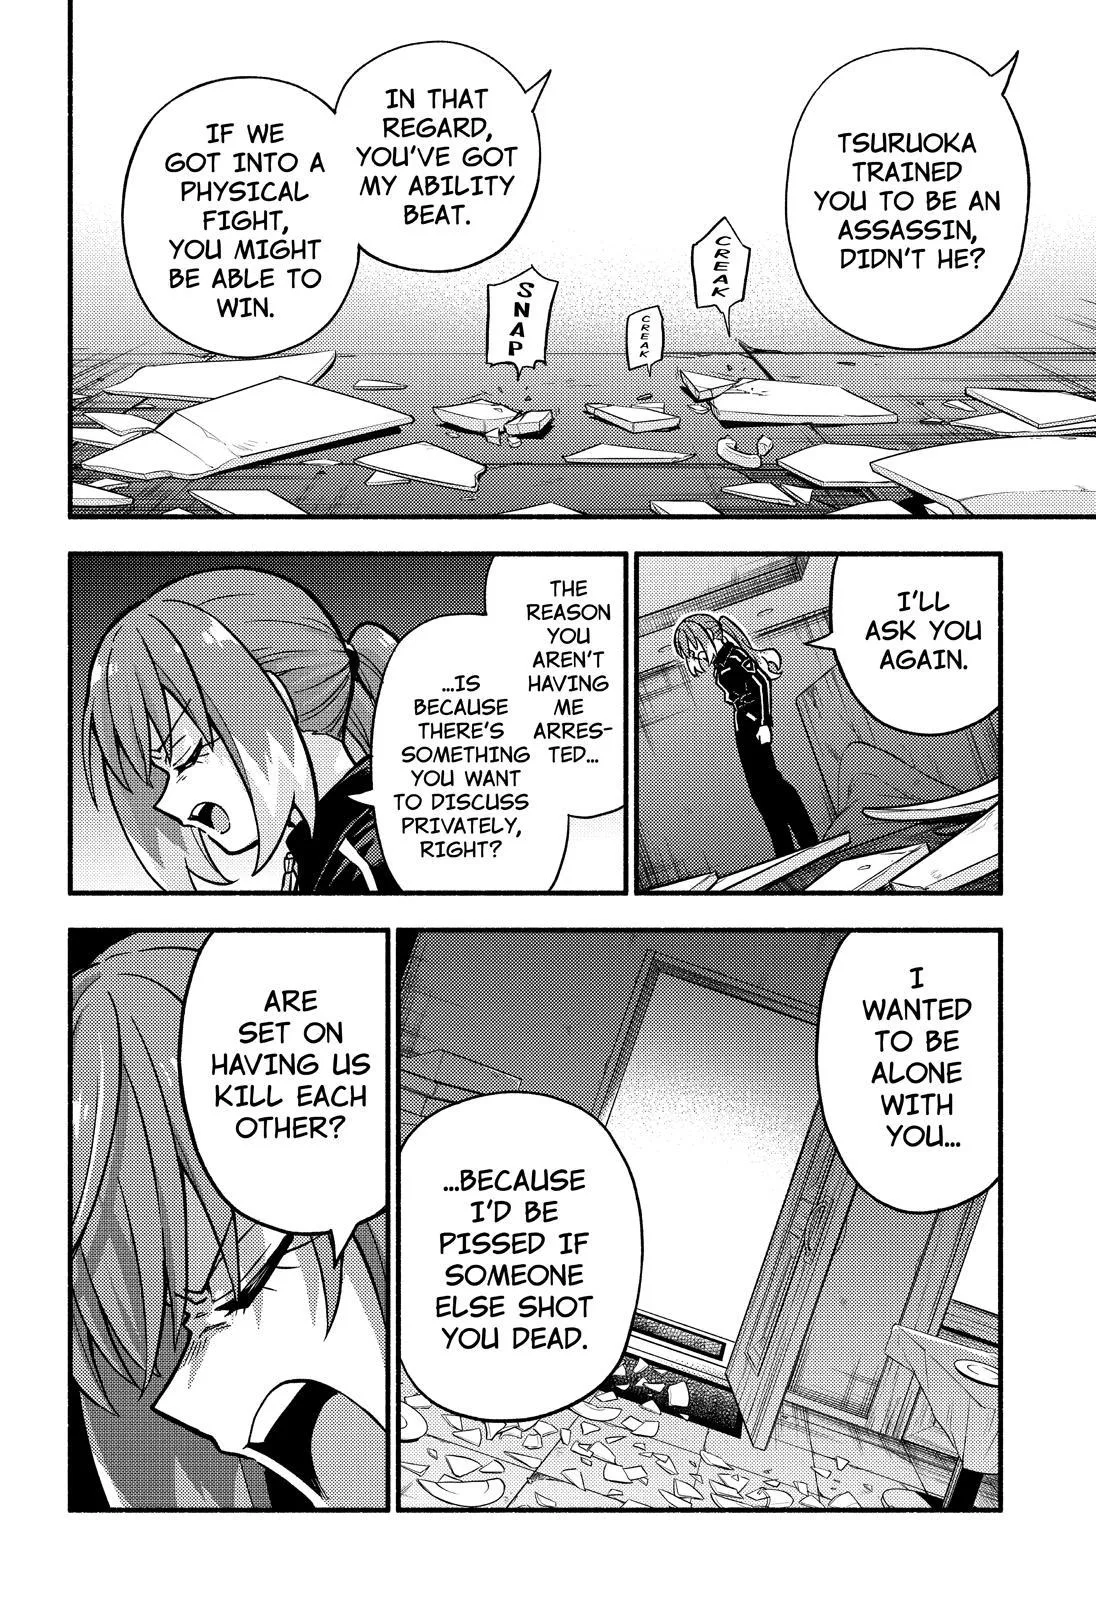 TSURUOKA
TRAINED
YOU TO BE AN
ASSASSIN,
DIDN'T HE?
IN THAT
REGARD,
YOU'VE GOT
MY ABILITY
BEAT.
IF WE
GOT INTO A
PHYSICAL
FIGHT,
YOU MIGHT
BE ABLE TO
WIN.
CREAK
CREAK
SNAP
I'LL
ASK YOU
AGAIN.
THE
REASON
YOU
AREN'T
HAVING
ME
ARRES-
TED...
...IS
BECAUSE
THERE'S
SOMETHING
YOU WANT
TO DISCUSS
PRIVATELY,
RIGHT?
I
WANTED
TO BE
ALONE
WITH
YOU...
...BECAUSE
I'D BE
PISSED IF
SOMEONE
ELSE SHOT
YOU DEAD.
ARE
SET ON
HAVING US
KILL EACH
OTHER?